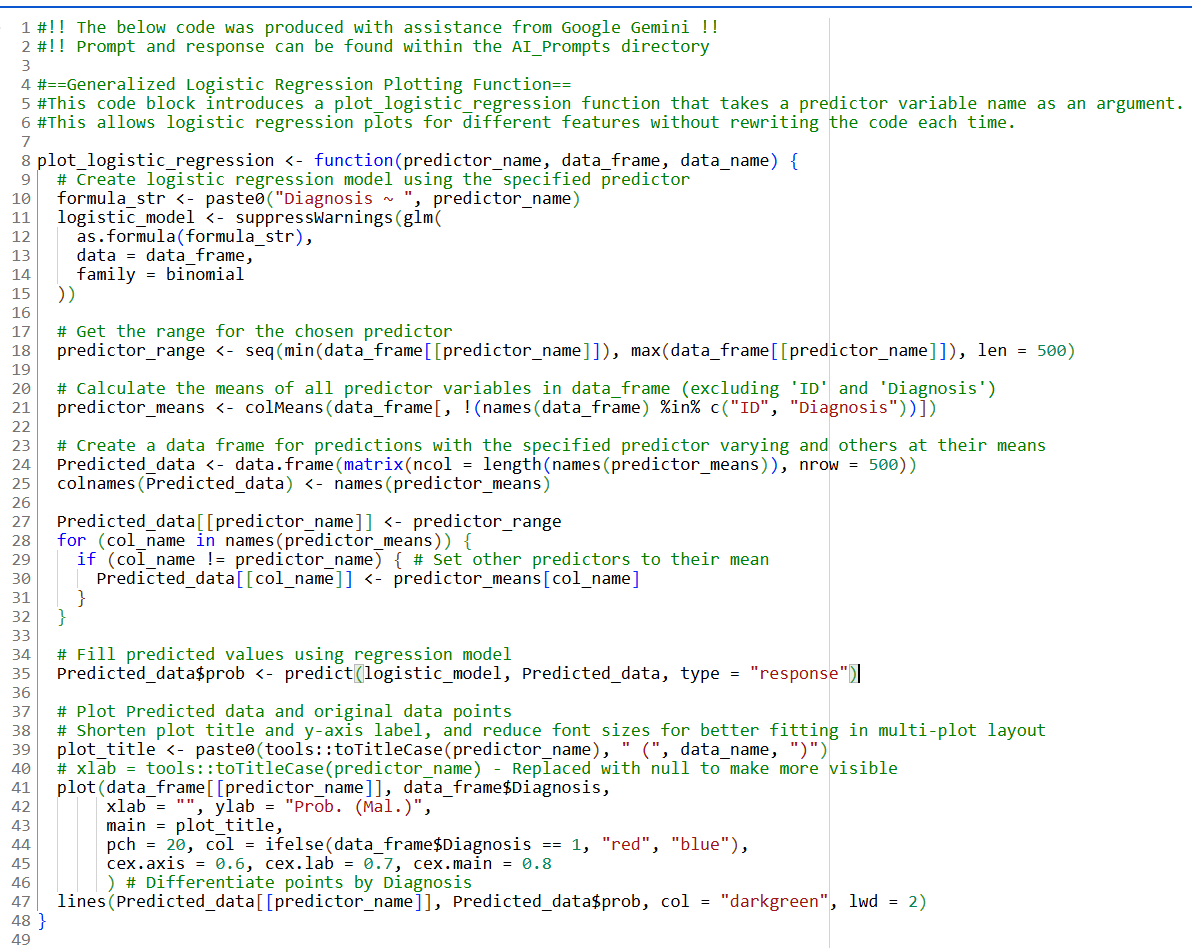 1 #!! The below code was produced with assistance from Google Gemini !!
2 #!! Prompt and response can be found within the AI_Prompts directory
3
4 #==Generalized Logistic Regression Plotting Function==
5 #This code block introduces a plot_logistic_regression function that takes a predictor variable name as an argument.
6 #This allows logistic regression plots for different features without rewriting the code each time.
7
8 plot_logistic_regression <- function(predictor_name, data_frame, data_name) {
9   # Create logistic regression model using the specified predictor
10   formula_str <- paste0("Diagnosis ~ ", predictor_name)
11   logistic_model <- suppressWarnings(glm(
12     as.formula(formula_str),
13     data = data_frame,
14     family = binomial
15   ))
16
17   # Get the range for the chosen predictor
18   predictor_range <- seq(min(data_frame[[predictor_name]]), max(data_frame[[predictor_name]]), len = 500)
19
20   # Calculate the means of all predictor variables in data_frame (excluding 'ID' and 'Diagnosis')
21   predictor_means <- colMeans(data_frame[, !(names(data_frame) %in% c("ID", "Diagnosis"))])
22
23   # Create a data frame for predictions with the specified predictor varying and others at their means
24   Predicted_data <- data.frame(matrix(ncol = length(names(predictor_means)), nrow = 500))
25   colnames(Predicted_data) <- names(predictor_means)
26
27   Predicted_data[[predictor_name]] <- predictor_range
28   for (col_name in names(predictor_means)) {
29     if (col_name != predictor_name) { # Set other predictors to their mean
30       Predicted_data[[col_name]] <- predictor_means[col_name]
31     }
32   }
33
34   # Fill predicted values using regression model
35   Predicted_data$prob <- predict(logistic_model, Predicted_data, type = "response")
36
37   # Plot Predicted data and original data points
38   # Shorten plot title and y-axis label, and reduce font sizes for better fitting in multi-plot layout
39   plot_title <- paste0(tools::toTitleCase(predictor_name), " (", data_name, ")")
40   # xlab = tools::toTitleCase(predictor_name) - Replaced with null to make more visible
41   plot(data_frame[[predictor_name]], data_frame$Diagnosis,
42        xlab = "", ylab = "Prob. (Mal.)",
43        main = plot_title,
44        pch = 20, col = ifelse(data_frame$Diagnosis == 1, "red", "blue"),
45        cex.axis = 0.6, cex.lab = 0.7, cex.main = 0.8
46        ) # Differentiate points by Diagnosis
47   lines(Predicted_data[[predictor_name]], Predicted_data$prob, col = "darkgreen", lwd = 2)
48 }
49